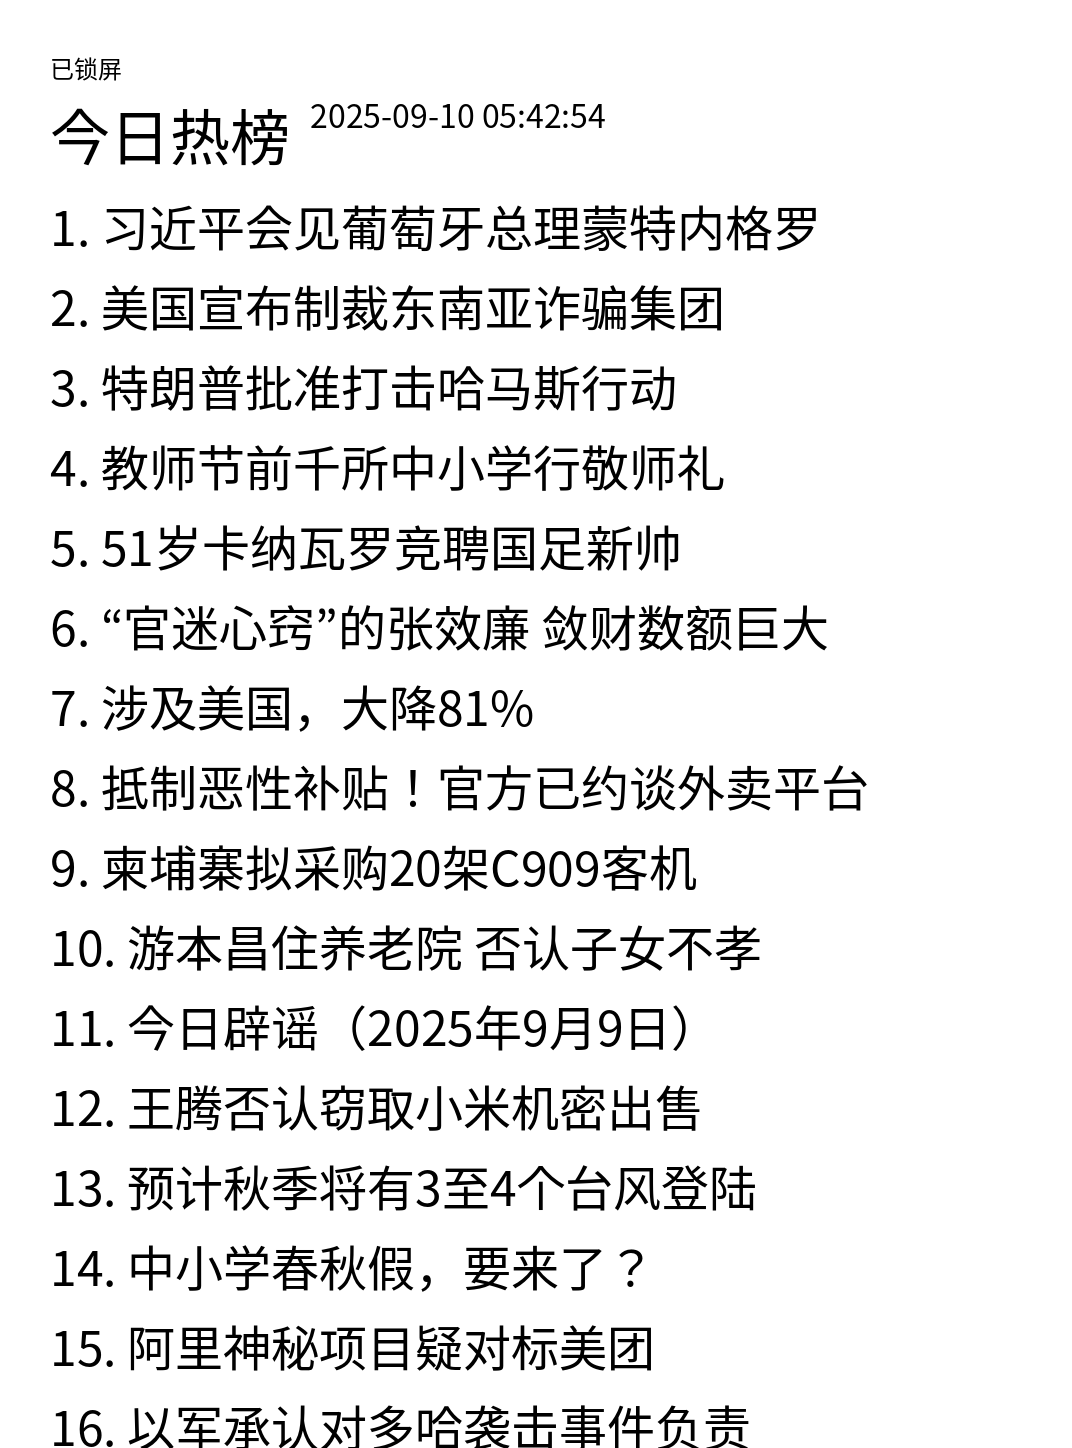 已锁屏
今日热榜 2025-09-10 05:42:54
1. 习近平会见葡萄牙总理蒙特内格罗
2. 美国宣布制裁东南亚诈骗集团
3. 特朗普批准打击哈马斯行动
4. 教师节前千所中小学行敬师礼
5. 51岁卡纳瓦罗竞聘国足新帅
6. “官迷心窍”的张效廉 敛财数额巨大
7. 涉及美国，大降81%
8. 抵制恶性补贴！官方已约谈外卖平台
9. 柬埔寨拟采购20架C909客机
10. 游本昌住养老院 否认子女不孝
11. 今日辟谣（2025年9月9日）
12. 王腾否认窃取小米机密出售
13. 预计秋季将有3至4个台风登陆
14. 中小学春秋假，要来了？
15. 阿里神秘项目疑对标美团
16. 以军承认对多哈袭击事件负责